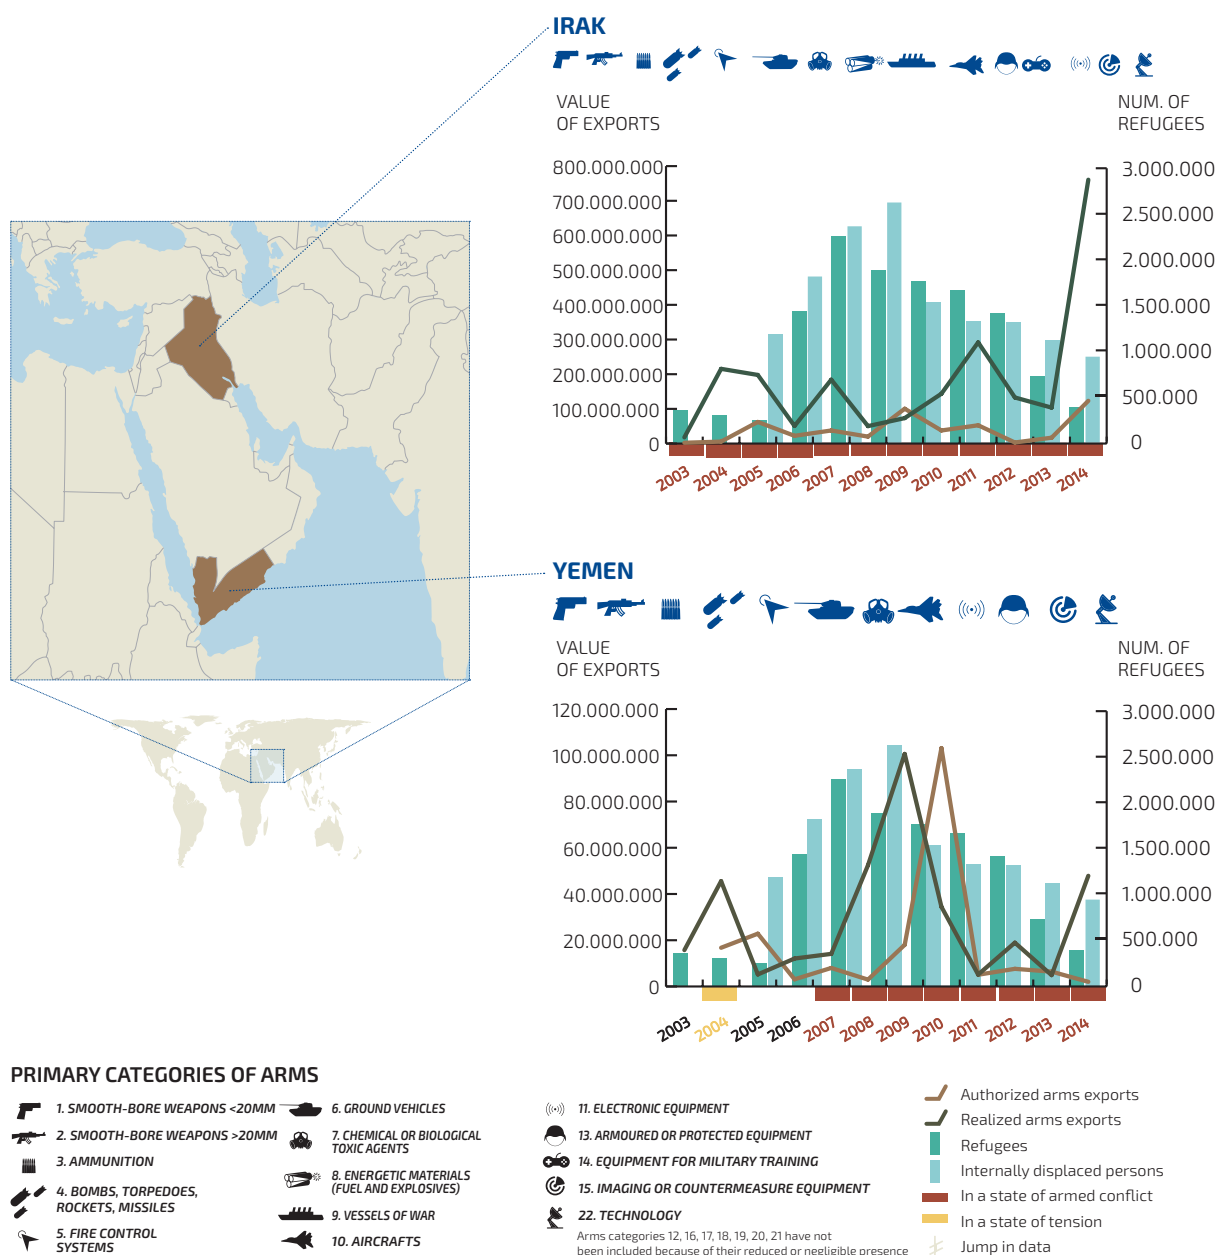 IRAK
VALUE
OF EXPORTS
NUM. OF
REFUGEES
800.000.000
700.000.000
600.000.000
500.000.000
400.000.000
300.000.000
200.000.000
100.000.000
0
3.000.000
2.500.000
2.000.000
1.500.000
1.000.000
500.000
0
2003
2004
2005
2006
2007
2008
2009
2010
2011
2012
2013
2014
YEMEN
VALUE
OF EXPORTS
NUM. OF
REFUGEES
120.000.000
100.000.000
80.000.000
60.000.000
40.000.000
20.000.000
0
3.000.000
2.500.000
2.000.000
1.500.000
1.000.000
500.000
0
2003
2004
2005
2006
2007
2008
2009
2010
2011
2012
2013
2014
PRIMARY CATEGORIES OF ARMS
1. SMOOTH-BORE WEAPONS <20MM
2. SMOOTH-BORE WEAPONS >20MM
3. AMMUNITION
4. BOMBS, TORPEDOES,
ROCKETS, MISSILES
5. FIRE CONTROL
SYSTEMS
6. GROUND VEHICLES
7. CHEMICAL OR BIOLOGICAL
TOXIC AGENTS
8. ENERGETIC MATERIALS
(FUEL AND EXPLOSIVES)
9. VESSELS OF WAR
10. AIRCRAFTS
11. ELECTRONIC EQUIPMENT
13. ARMOURED OR PROTECTED EQUIPMENT
14. EQUIPMENT FOR MILITARY TRAINING
15. IMAGING OR COUNTERMEASURE EQUIPMENT
22. TECHNOLOGY
Arms categories 12, 16, 17, 18, 19, 20, 21 have not
been included because of their reduced or negligible presence
Authorized arms exports
Realized arms exports
Refugees
Internally displaced persons
In a state of armed conflict
In a state of tension
Jump in data